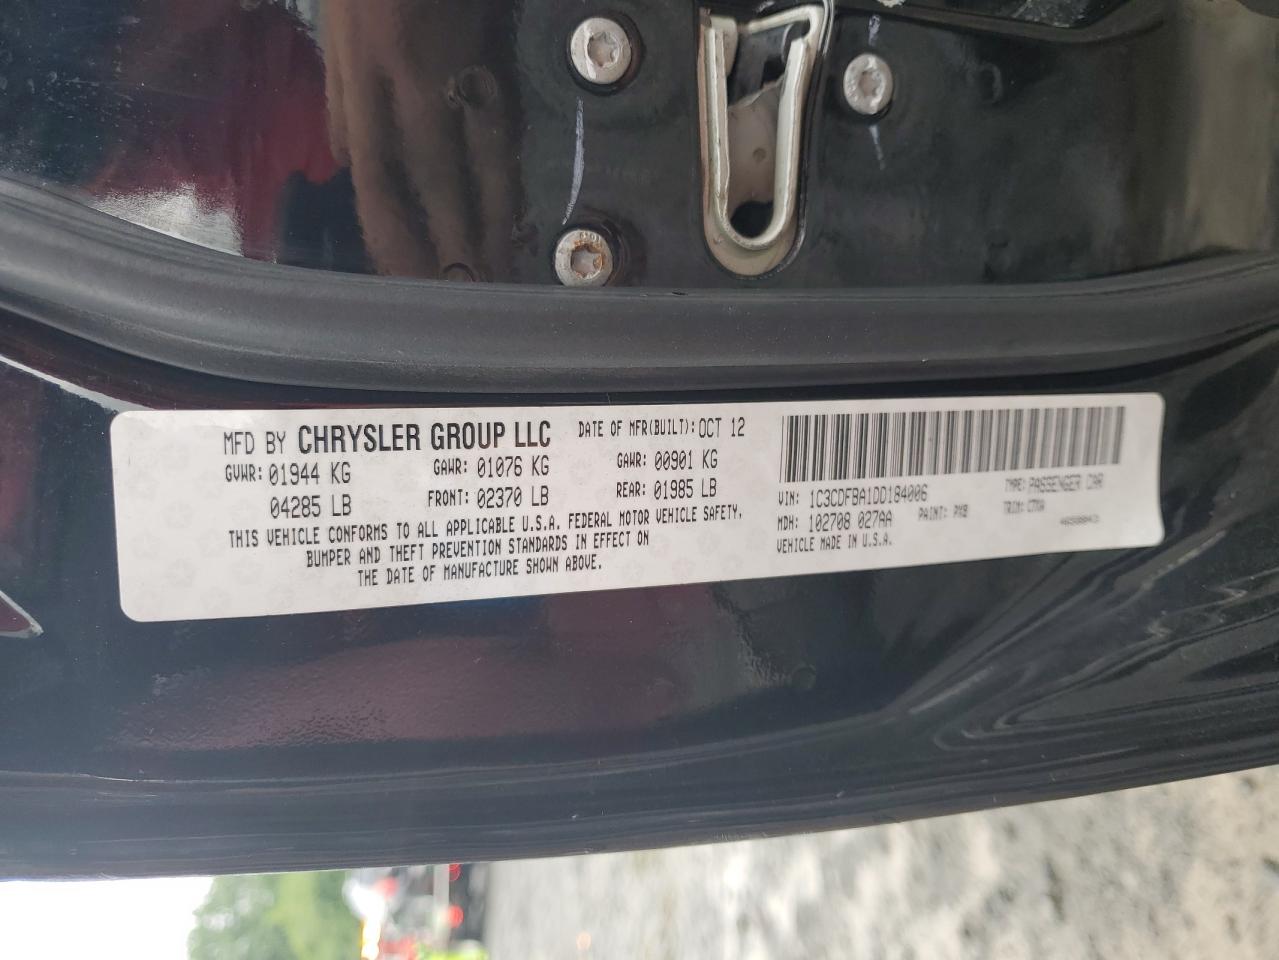 MFD BY CHRYSLER GROUP LLC DATE OF MFR(BUILT): OCT 12
GVWR: 01944 KG GAWR: 01076 KG GAWR: 00901 KG
04285 LB FRONT: 02370 LB REAR: 01985 LB
THIS VEHICLE CONFORMS TO ALL APPLICABLE U.S.A. FEDERAL MOTOR VEHICLE SAFETY,
BUMPER AND THEFT PREVENTION STANDARDS IN EFFECT ON
THE DATE OF MANUFACTURE SHOWN ABOVE.
VIN: 1C3CDFBA1DD184006 TYPE: PASSENGER CAR
MDH: 102708 027AA PAINT: PX8 TRIM:
VEHICLE MADE IN U.S.A.